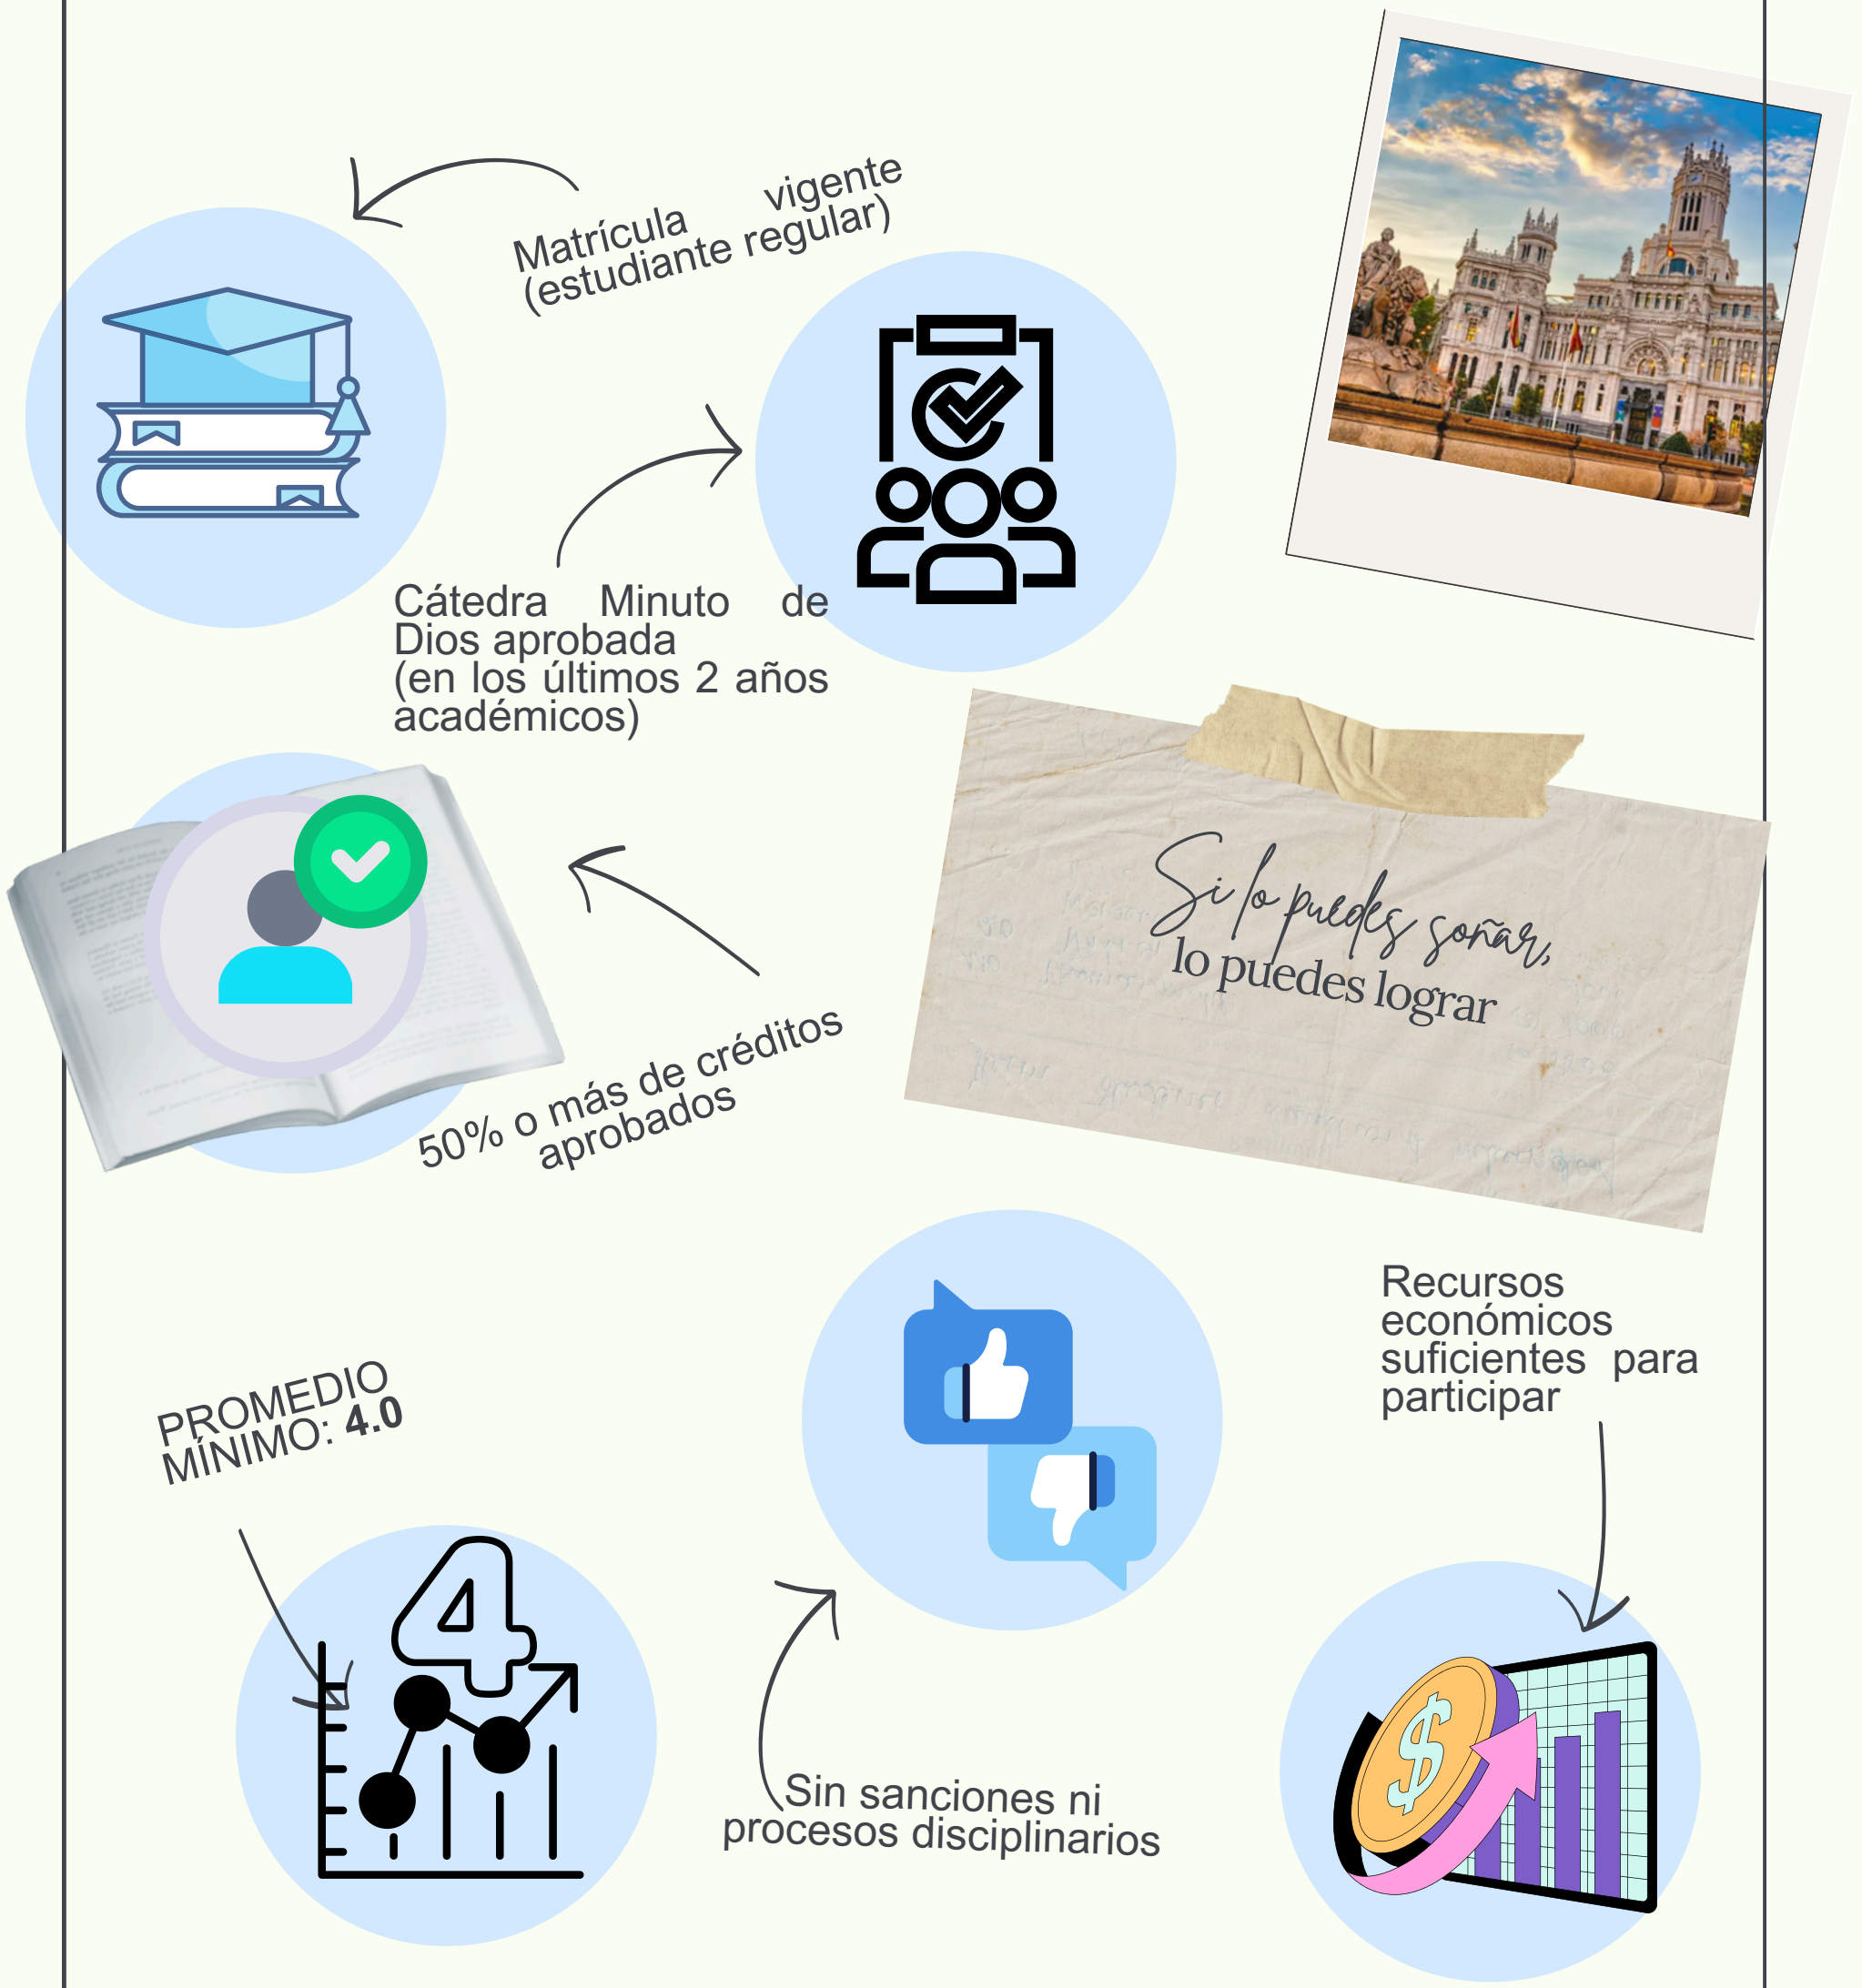 Matrícula vigente
(estudiante regular)
Cátedra Minuto de
Dios aprobada
(en los últimos 2 años
académicos)
50% o más de créditos
aprobados
Si lo puedes soñar,
lo puedes lograr
Recursos
económicos
suficientes para
participar
PROMEDIO
MÍNIMO: 4.0
4
Sin sanciones ni
procesos disciplinarios
$